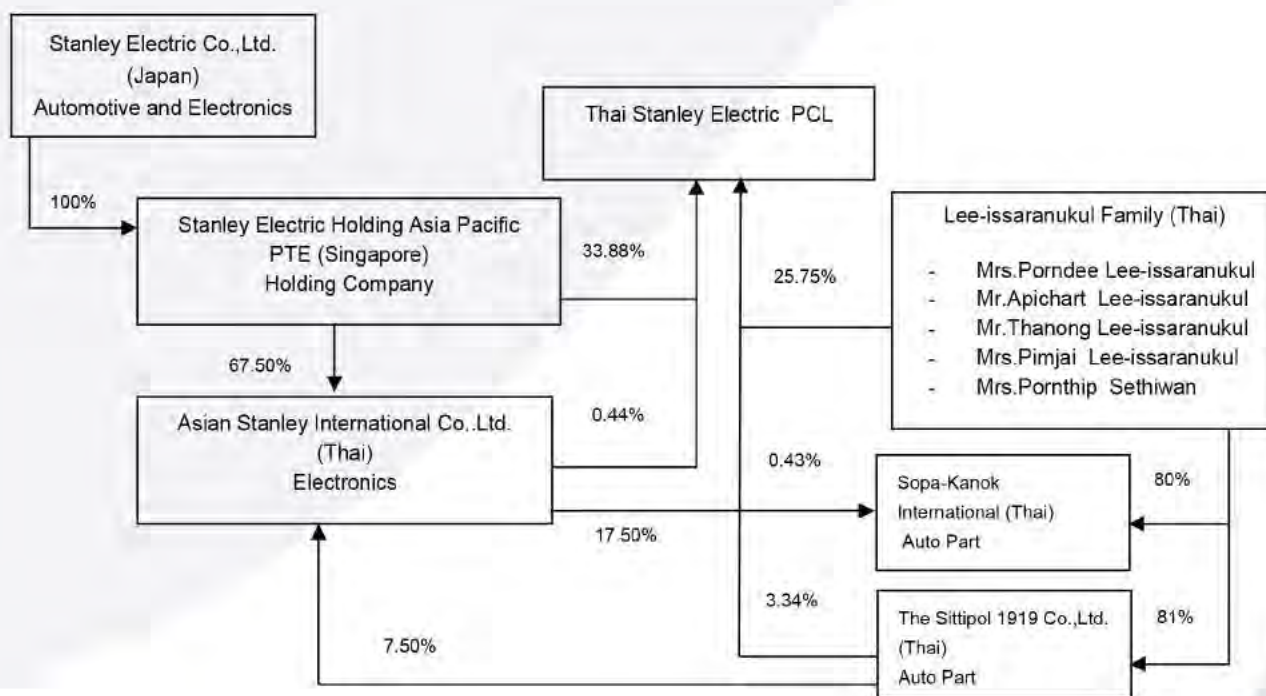 Stanley Electric Co.,Ltd.
(Japan)
Automotive and Electronics
Thai Stanley Electric PCL
100%
Stanley Electric Holding Asia Pacific
PTE (Singapore)
Holding Company
33.88%
25.75%
Lee-issaranukul Family (Thai)
- Mrs.Porndee Lee-issaranukul
- Mr.Apichart Lee-issaranukul
- Mr.Thanong Lee-issaranukul
- Mrs.Pimjai Lee-issaranukul
- Mrs.Pornthip Sethiwan
67.50%
Asian Stanley International Co,.Ltd.
(Thai)
Electronics
0.44%
0.43%
17.50%
Sopa-Kanok
International (Thai)
Auto Part
80%
3.34%
7.50%
The Sittipol 1919 Co.,Ltd.
(Thai)
Auto Part
81%